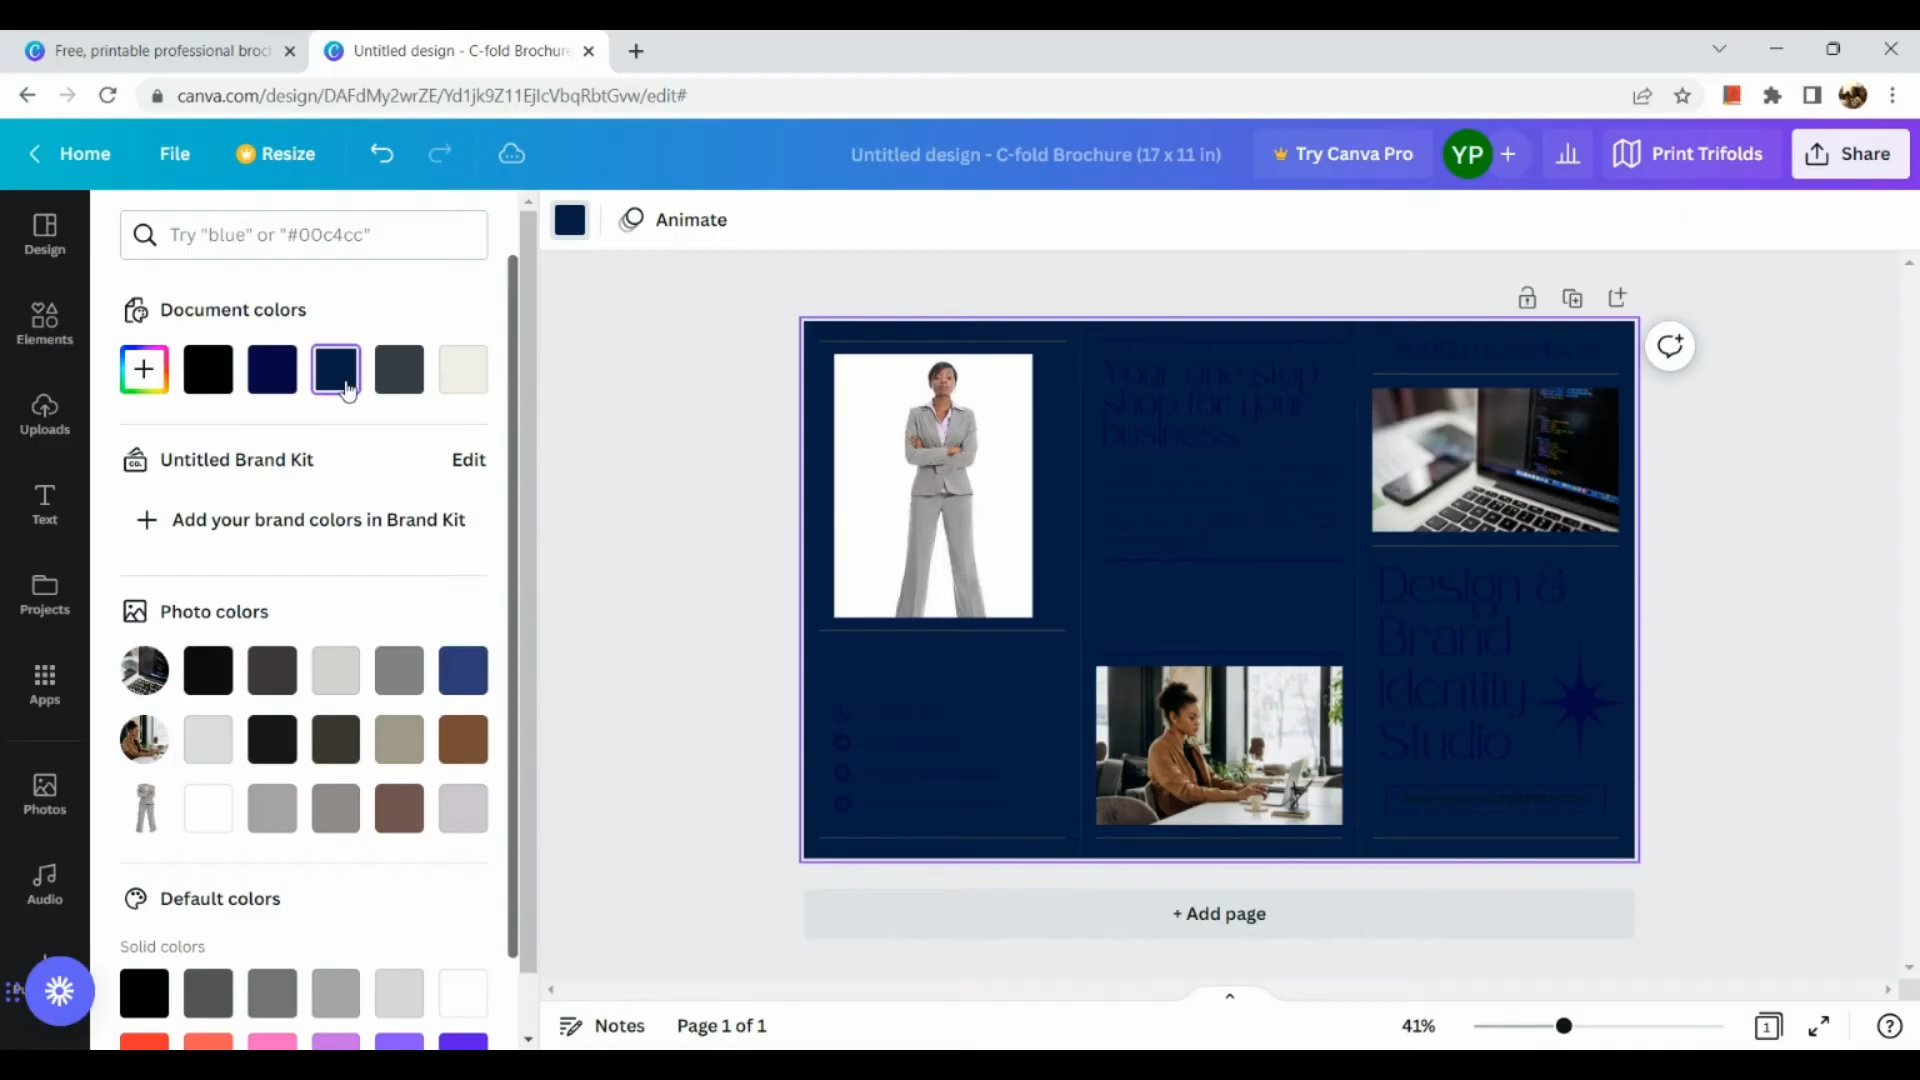 Free, printable professional broc
Untitled design - C-fold Brochure
canva.com/design/DAFdMy2wrZE/Yd1jk9Z11EjlcVbqRbtGvw/edit#
Home
File
Resize
Untitled design - C-fold Brochure (17 x 11 in)
Try Canva Pro
YP
Print Trifolds
Share
Design
Elements
Uploads
Text
Projects
Apps
Photos
Audio
Try "blue" or "#00c4cc"
Document colors
CO.
Untitled Brand Kit
Edit
Add your brand colors in Brand Kit
Photo colors
Default colors
Solid colors
Animate
Your one-stop
shop for your
business.
Design &
Brand
Identity
Studio
+ Add page
Notes
Page 1 of 1
41%
1